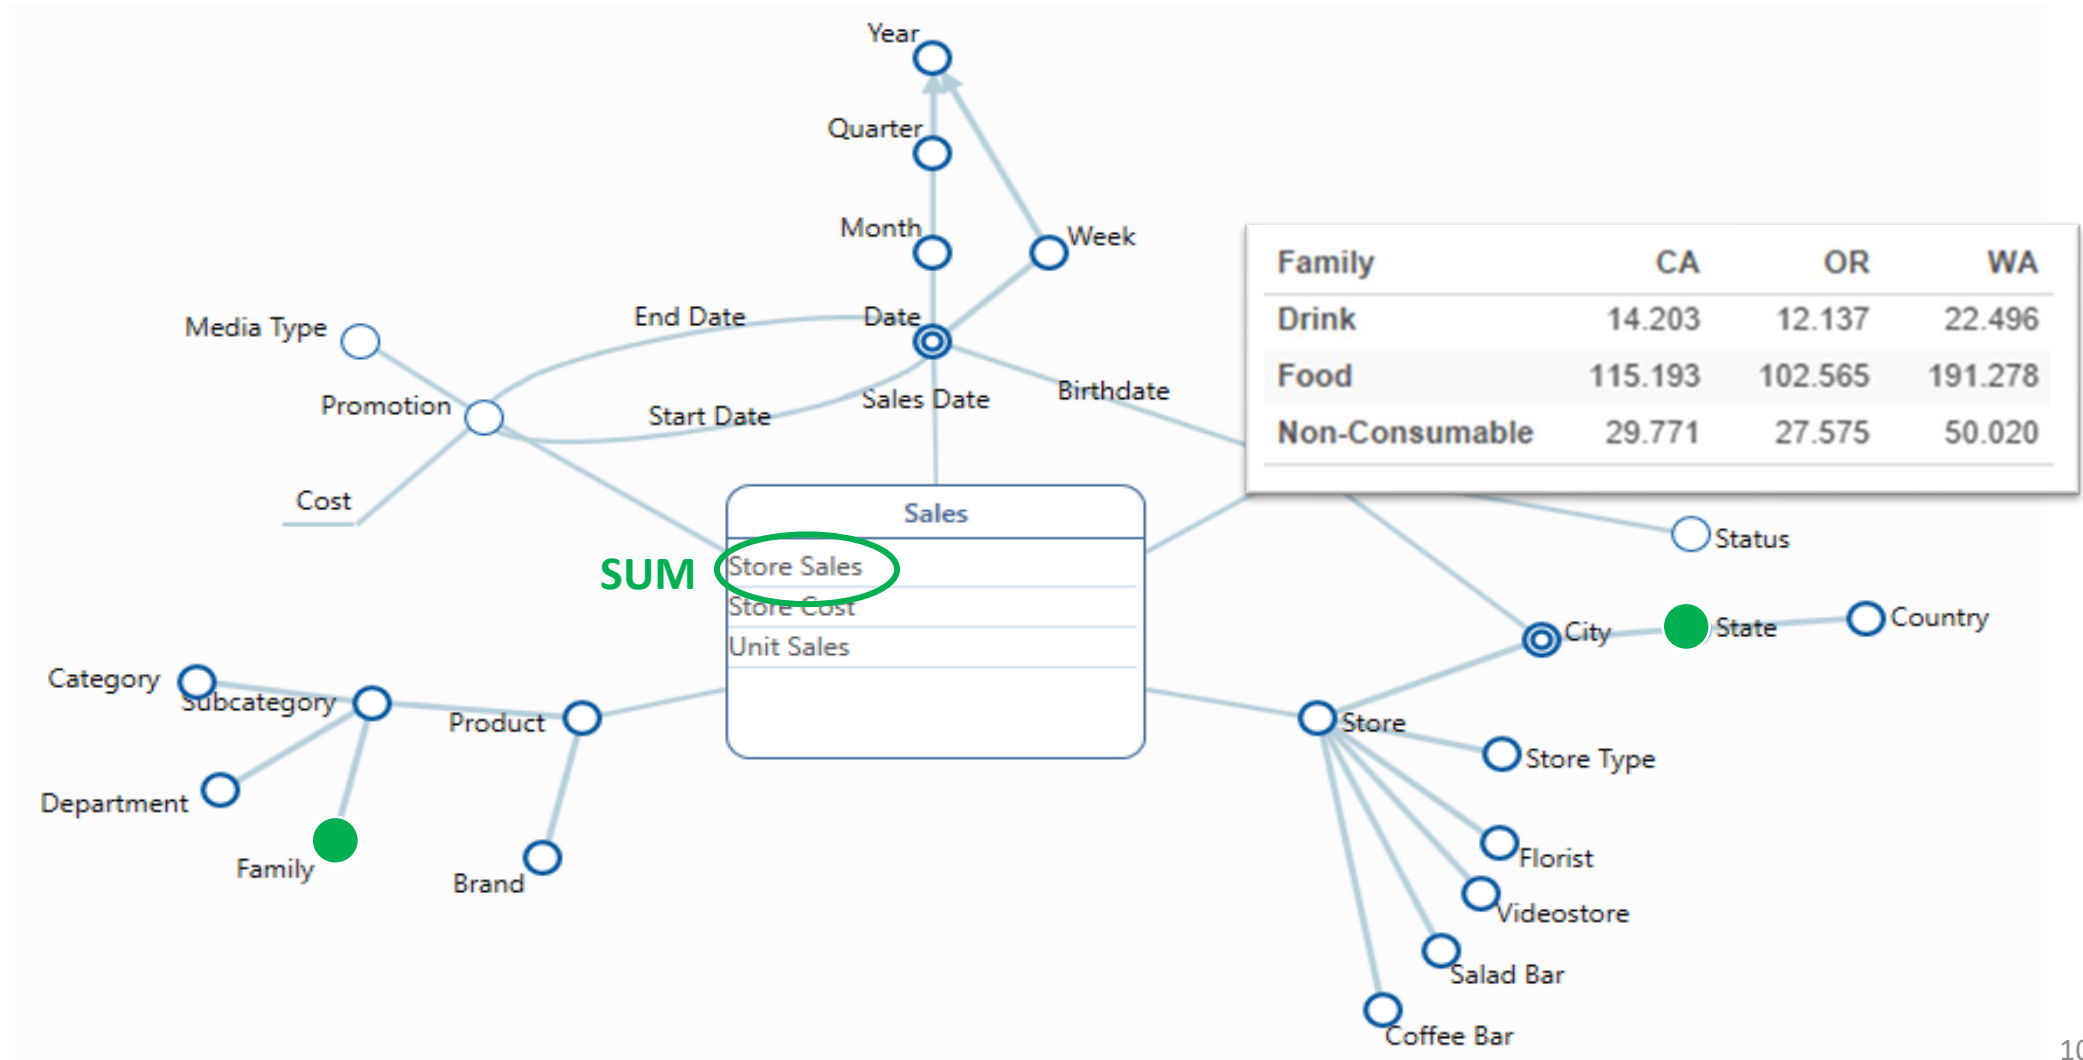 Year
Quarter
Month
Week
Family CA OR WA
Drink 14.203 12.137 22.496
Food 115.193 102.565 191.278
Non-Consumable 29.771 27.575 50.020
Media Type
End Date
Date
Promotion
Start Date
Sales Date
Birthdate
Cost
Sales
SUM
Store Sales
Store Cost
Unit Sales
Status
City
State
Country
Category
Subcategory
Product
Store
Store Type
Department
Family
Brand
Florist
Videostore
Salad Bar
Coffee Bar